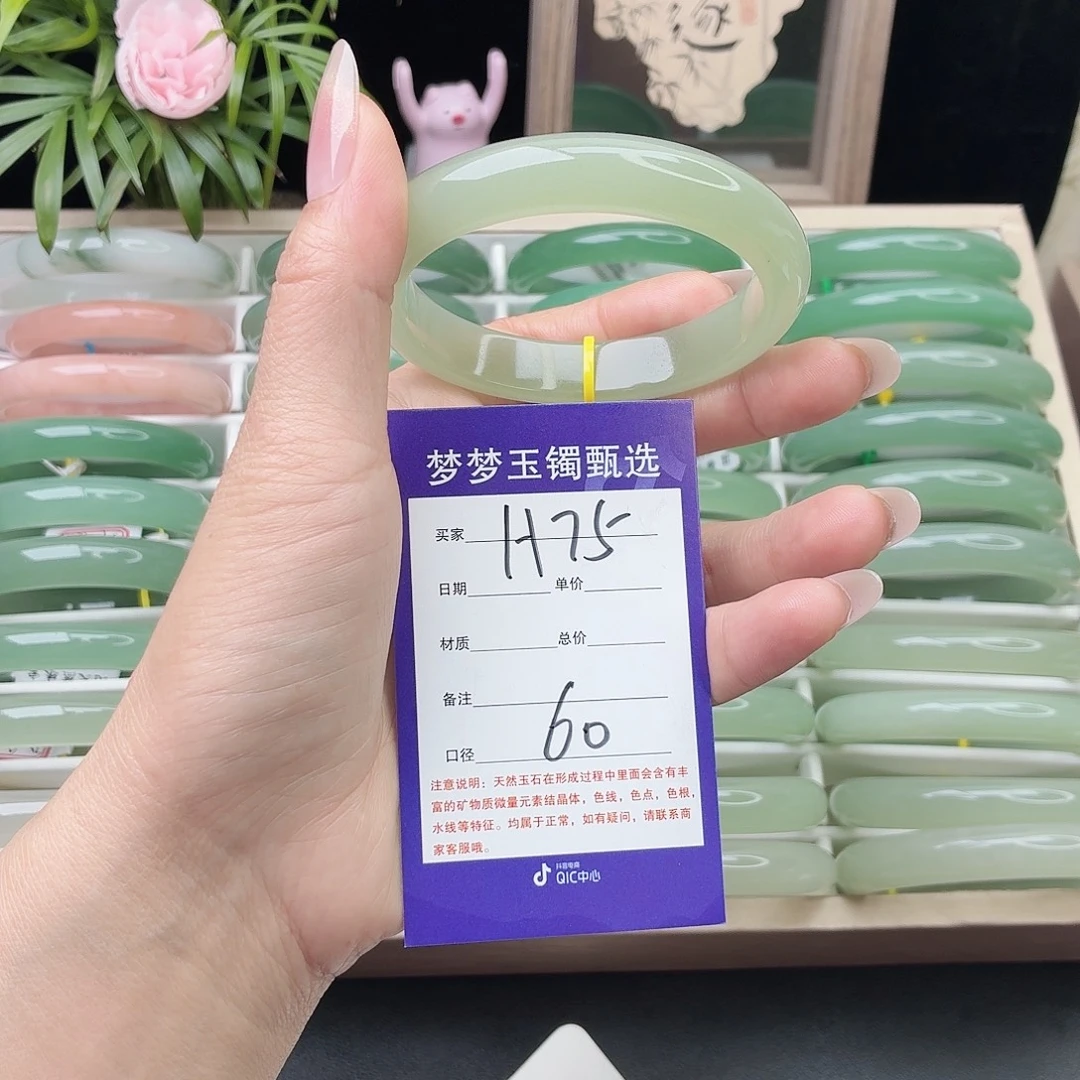 梦梦玉镯甄选
买家 H75
日期 单价
材质 总价
备注
口径 60
注意说明：天然玉石在形成过程中里面会含有丰
富的矿物质微量元素结晶体，色线，色点，色根，
水线等特征。均属于正常，如有疑问，请联系商
家客服哦。
抖音电商
QIC中心